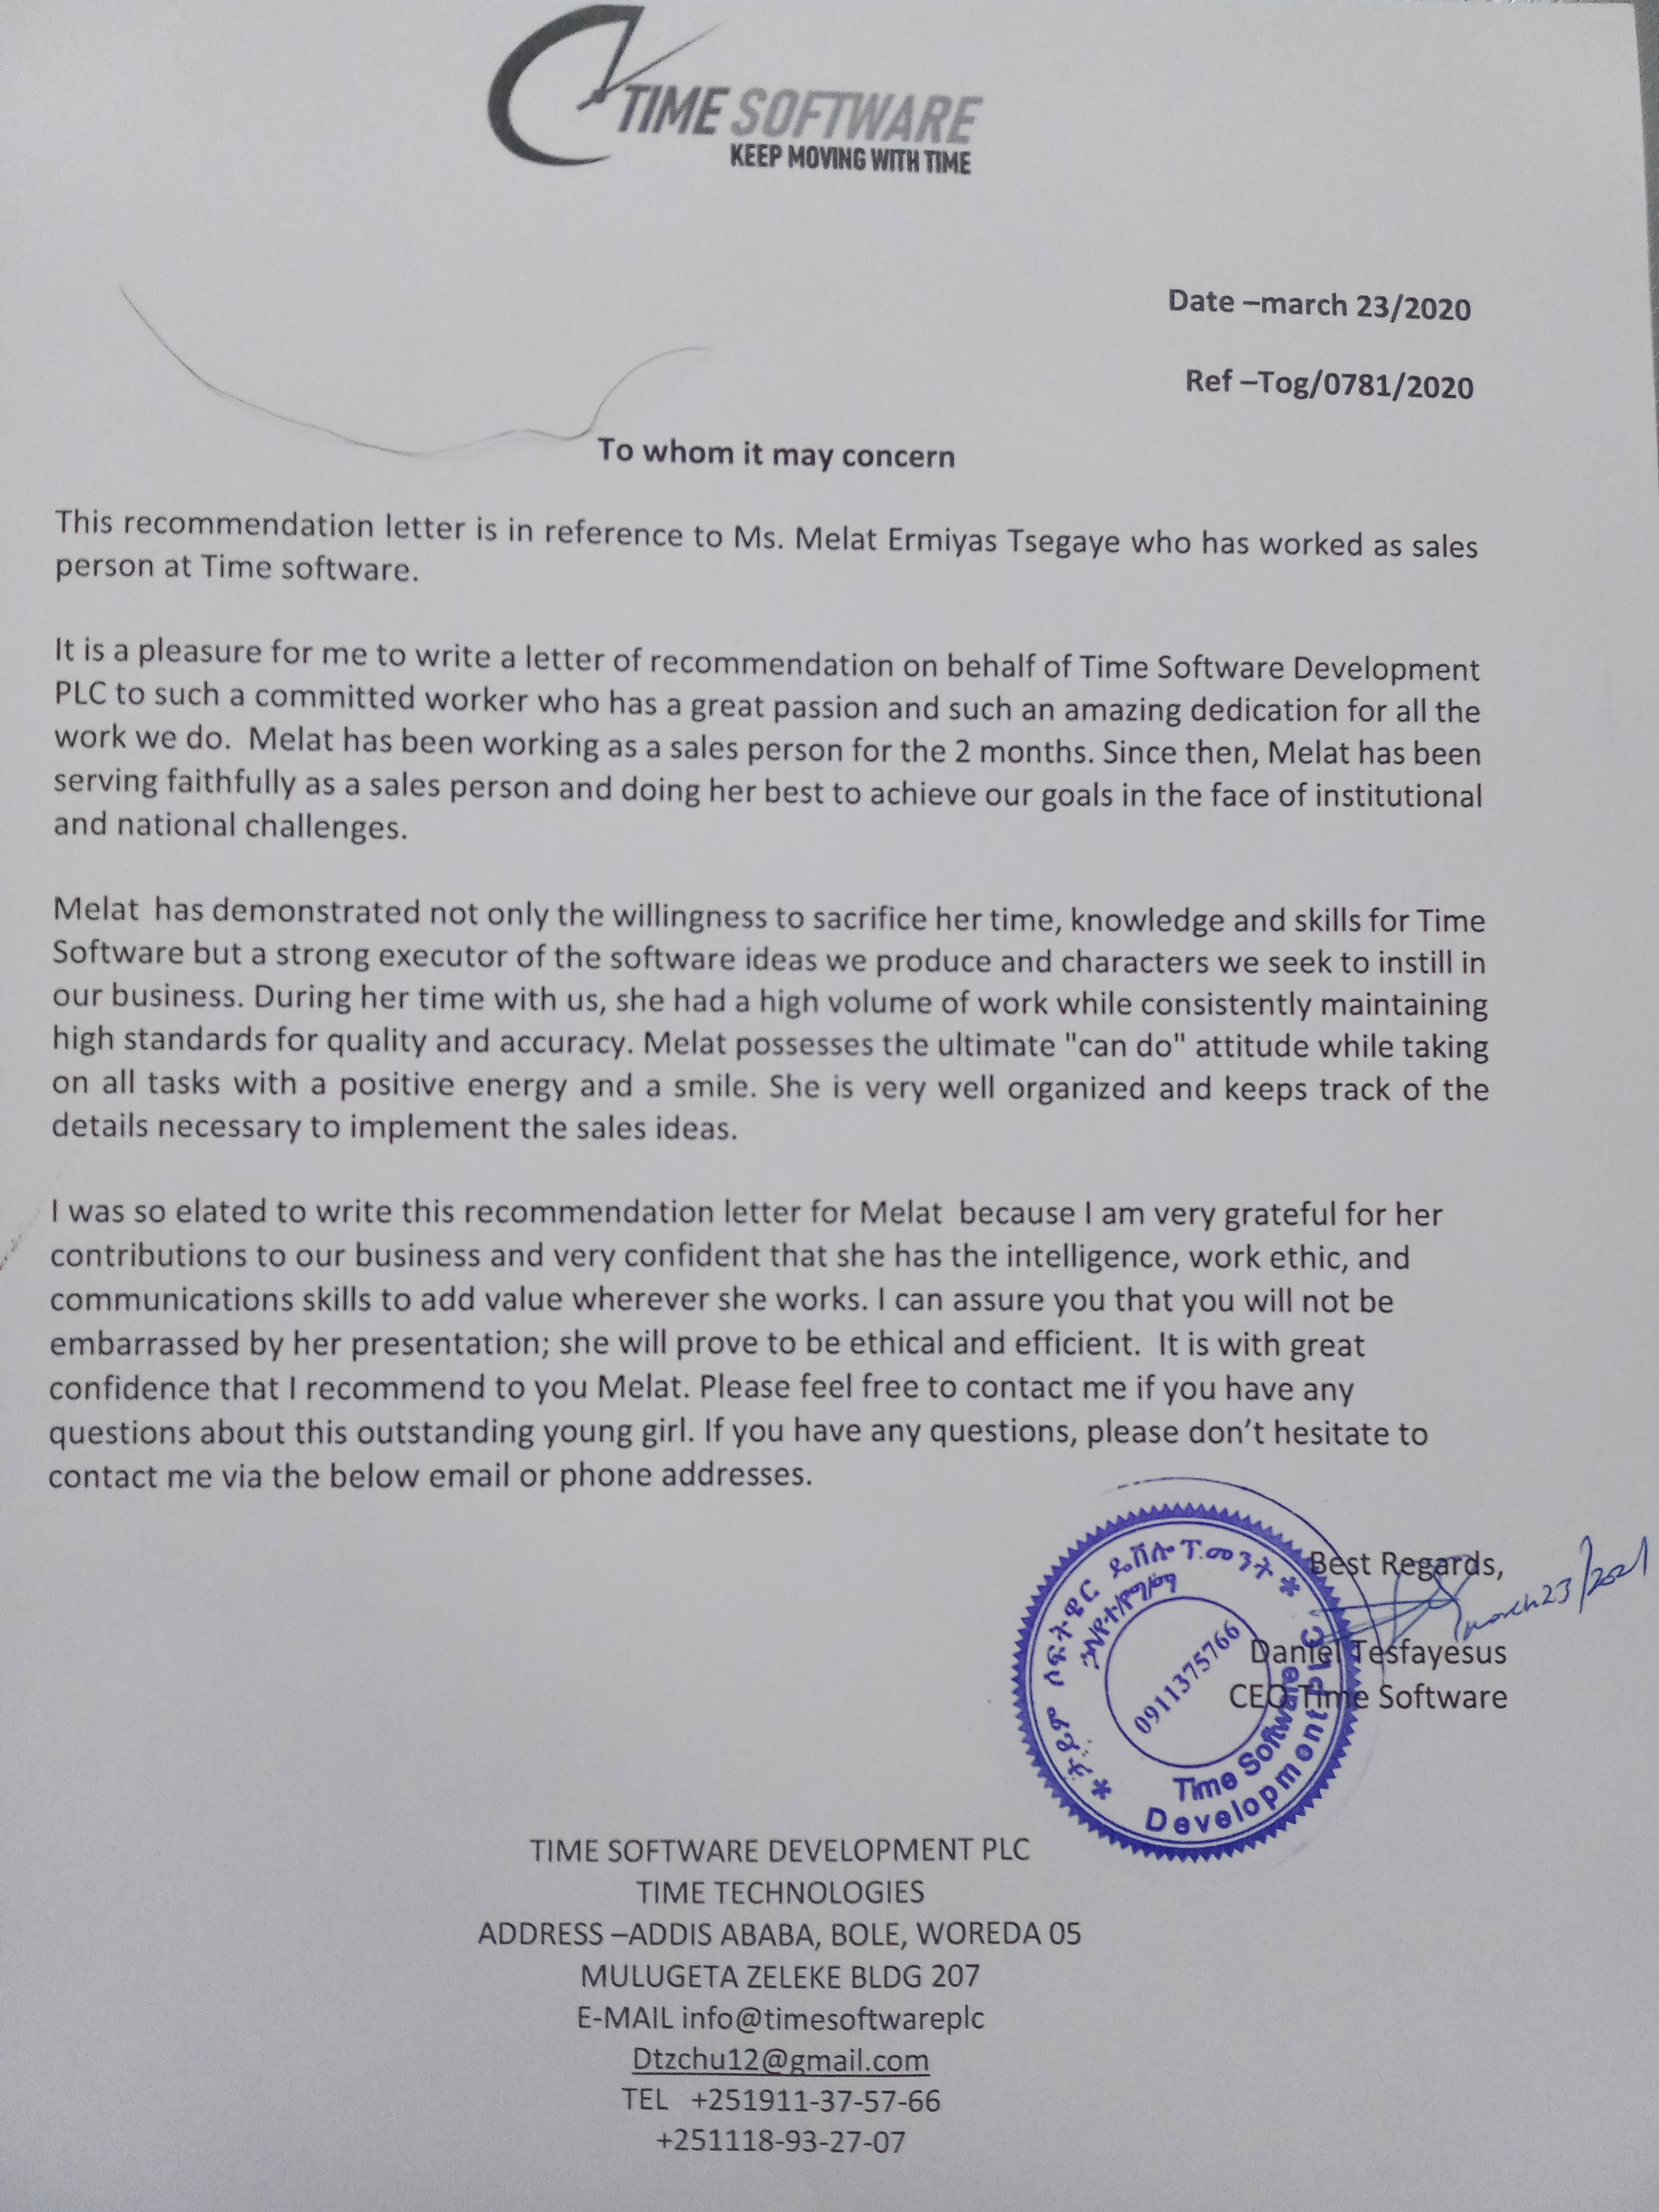 TIME SOFTWARE
KEEP MOVING WITH TIME
Date –march 23/2020
Ref –Tog/0781/2020
To whom it may concern
This recommendation letter is in reference to Ms. Melat Ermiyas Tsegaye who has worked as sales
person at Time software.
It is a pleasure for me to write a letter of recommendation on behalf of Time Software Development
PLC to such a committed worker who has a great passion and such an amazing dedication for all the
work we do.  Melat has been working as a sales person for the 2 months. Since then, Melat has been
serving faithfully as a sales person and doing her best to achieve our goals in the face of institutional
and national challenges.
Melat  has demonstrated not only the willingness to sacrifice her time, knowledge and skills for Time
Software but a strong executor of the software ideas we produce and characters we seek to instill in
our business. During her time with us, she had a high volume of work while consistently maintaining
high standards for quality and accuracy. Melat possesses the ultimate "can do" attitude while taking
on all tasks with a positive energy and a smile. She is very well organized and keeps track of the
details necessary to implement the sales ideas.
I was so elated to write this recommendation letter for Melat  because I am very grateful for her
contributions to our business and very confident that she has the intelligence, work ethic, and
communications skills to add value wherever she works. I can assure you that you will not be
embarrassed by her presentation; she will prove to be ethical and efficient.  It is with great
confidence that I recommend to you Melat. Please feel free to contact me if you have any
questions about this outstanding young girl. If you have any questions, please don’t hesitate to
contact me via the below email or phone addresses.
Best Regards,
march 23/2021
Daniel Tesfayesus
CEO Time Software
ታይም ሶፍትዌር ዴቨሎፕመንት
0911375766
Time Software
Development PLC
TIME SOFTWARE DEVELOPMENT PLC
TIME TECHNOLOGIES
ADDRESS –ADDIS ABABA, BOLE, WOREDA 05
MULUGETA ZELEKE BLDG 207
E-MAIL info@timesoftwareplc
Dtzchu12@gmail.com
TEL   +251911-37-57-66
+251118-93-27-07